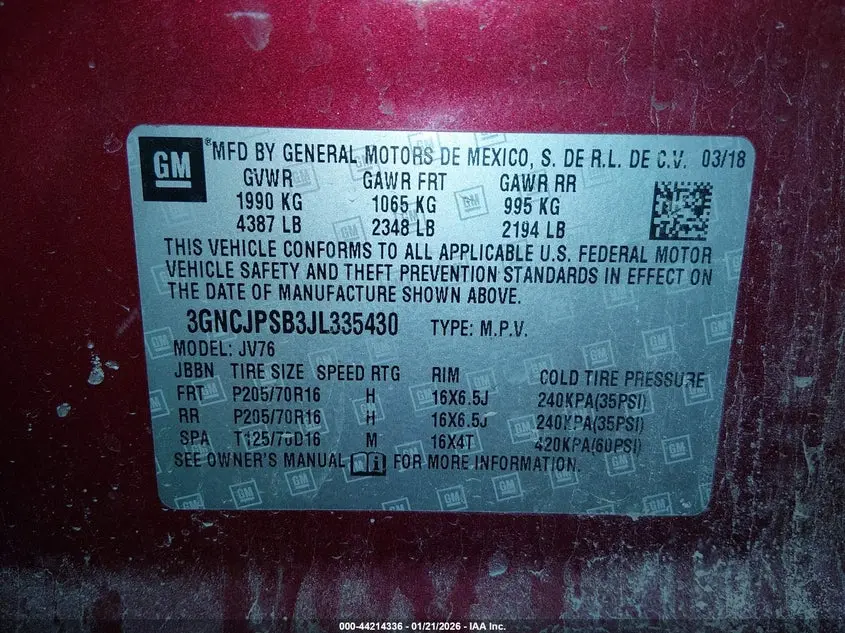 GM ®MFD BY GENERAL MOTORS DE MEXICO, S. DE R.L. DE C.V. 03/18
GVWR GAWR FRT GAWR RR
1990 KG 1065 KG 995 KG
4387 LB 2348 LB 2194 LB
THIS VEHICLE CONFORMS TO ALL APPLICABLE U.S. FEDERAL MOTOR
VEHICLE SAFETY AND THEFT PREVENTION STANDARDS IN EFFECT ON
THE DATE OF MANUFACTURE SHOWN ABOVE.
3GNCJPSB3JL335430 TYPE: M.P.V.
MODEL: JV76
JBBN TIRE SIZE SPEED RTG RIM COLD TIRE PRESSURE
FRT P205/70R16 H 16X6.5J 240KPA(35PSI)
RR P205/70R16 H 16X6.5J 240KPA(35PSI)
SPA T125/70D16 M 16X4T 420KPA(60PSI)
SEE OWNER'S MANUAL FOR MORE INFORMATION.
000-44214336 - 01/21/2026 - IAA Inc.